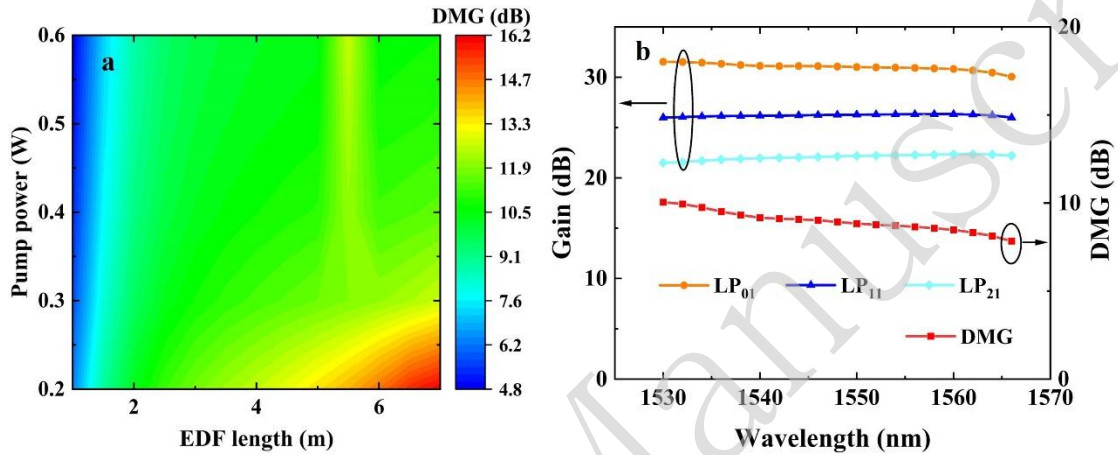 DMG (dB)
a
0.6
0.5
0.4
0.3
0.2
Pump power (W)
2
4
6
EDF length (m)
16.2
14.7
13.3
11.9
10.5
9.1
7.6
6.2
4.8
b
30
20
10
0
Gain (dB)
20
10
0
DMG (dB)
LP01
LP11
LP21
DMG
1530
1540
1550
1560
1570
Wavelength (nm)
Manuscr